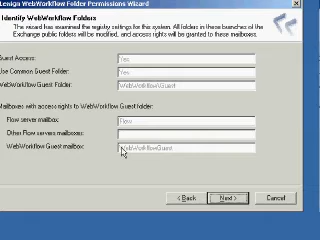 Lenign WebWorkflow Folder Permissions Wizard
Identify WebWorkflow Folders
The wizard has examined the registry settings for this system. All folders in these branches of the
Exchange public folders will be modified, and access rights will be granted to these mailboxes.
Guest Access:
Yes
Use Common Guest Folder:
Yes
WebWorkflow Guest Folder:
\WebWorkflow\Guest
Mailboxes with access rights to WebWorkflow Guest folder:
Flow server mailbox:
Flow
Other Flow servers mailboxes:
WebWorkflow Guest mailbox:
WebWorkflowGuest
< Back
Next >
Cancel